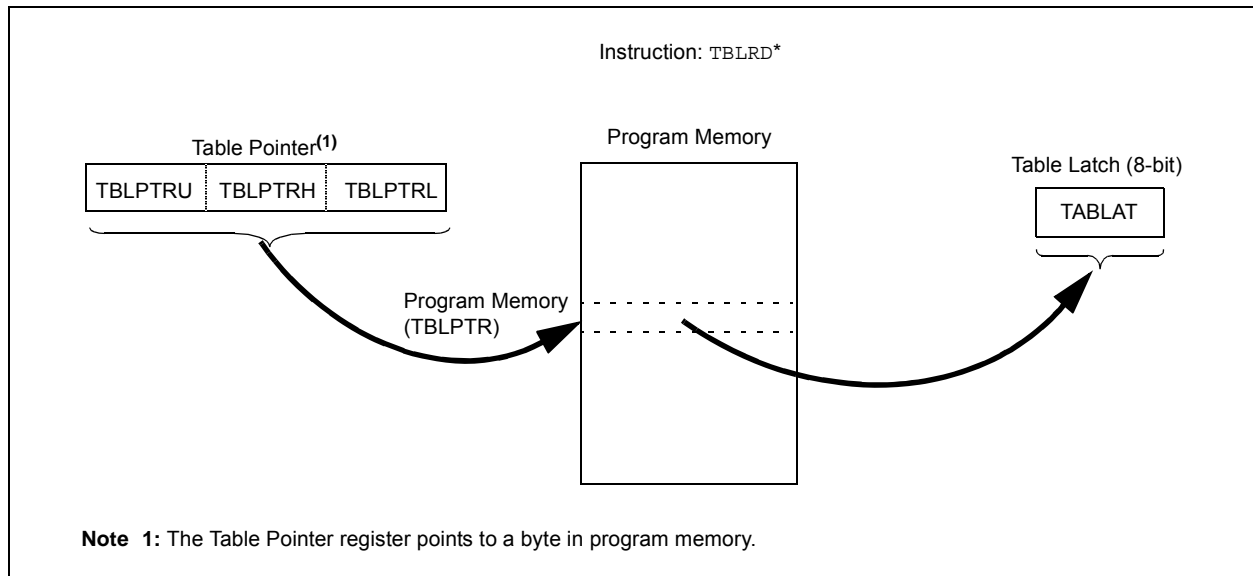 Instruction: TBLRD*
Table Pointer(1)
Program Memory
Table Latch (8-bit)
TBLPTRU TBLPTRH TBLPTRL
TABLAT
Program Memory
(TBLPTR)
Note 1: The Table Pointer register points to a byte in program memory.